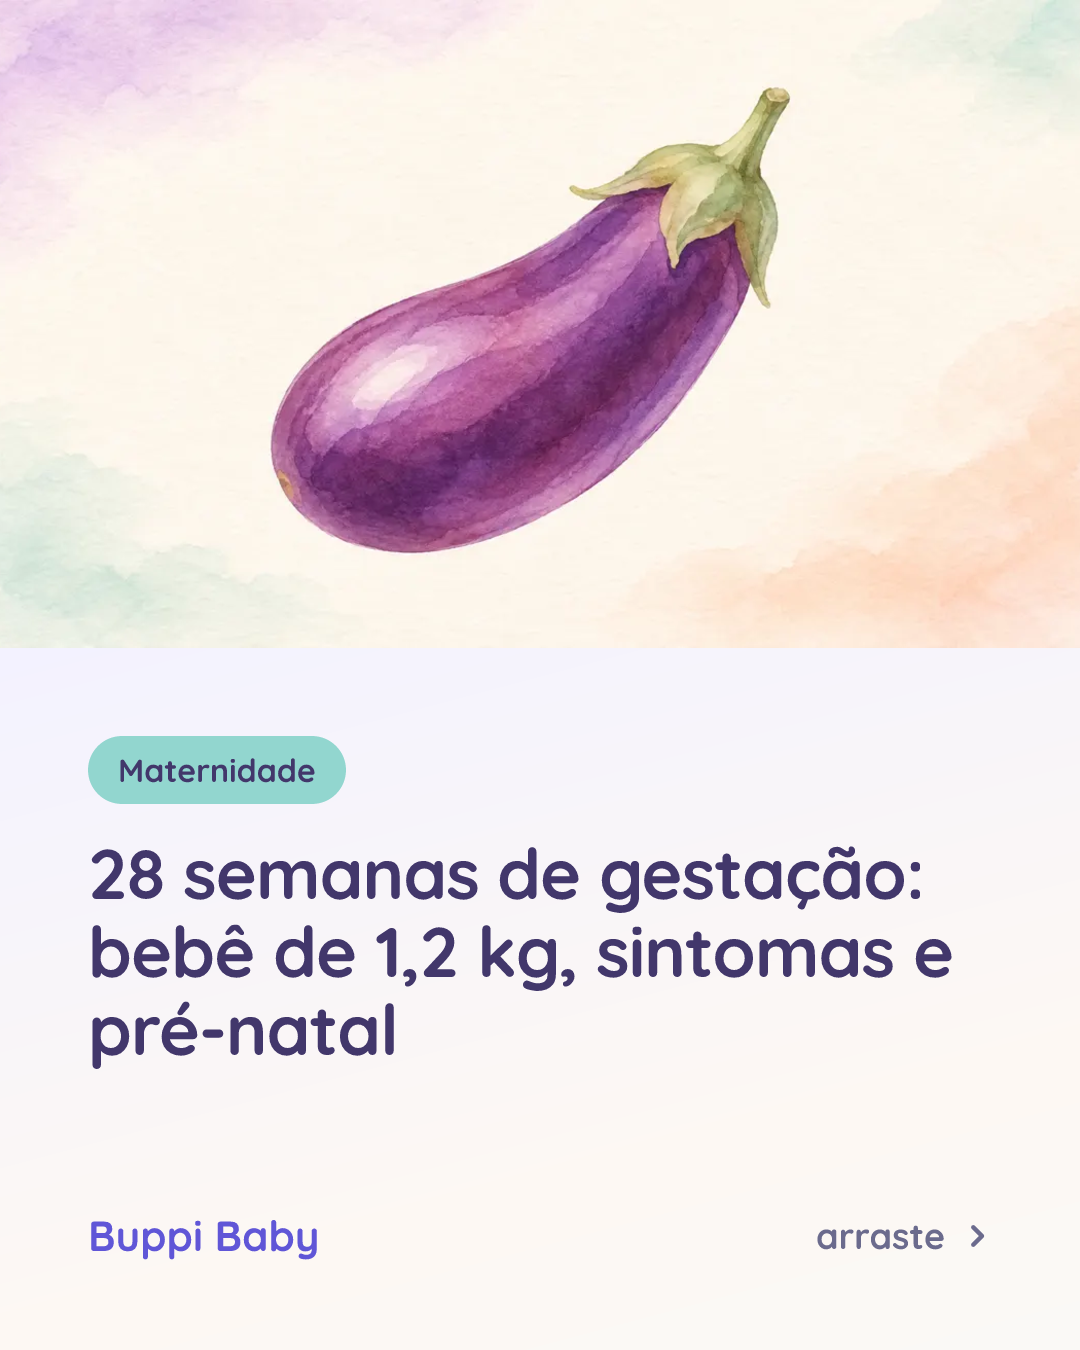 Maternidade
28 semanas de gestação:
bebê de 1,2 kg, sintomas e
pré-natal
Buppi Baby
arraste